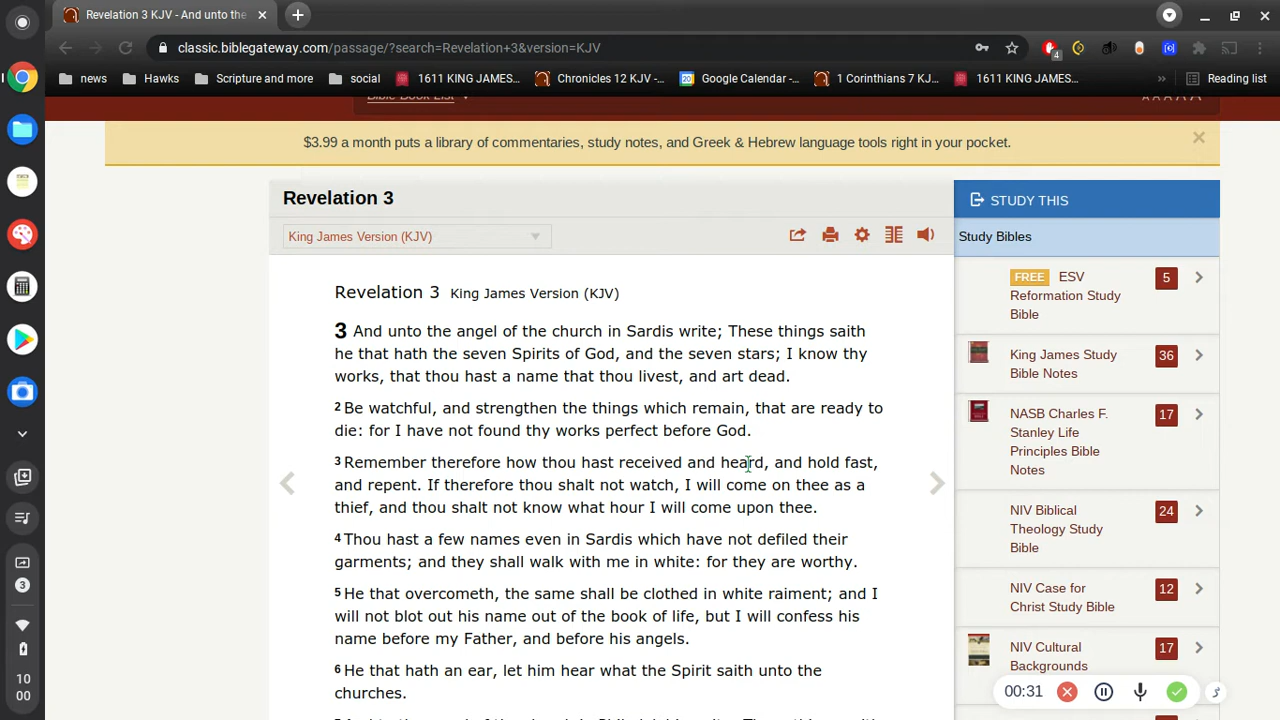 Revelation 3 KJV - And unto the
classic.biblegateway.com/passage/?search=Revelation+3&version=KJV
4
news
Hawks
Scripture and more
social
1611 KING JAMES...
Chronicles 12 KJV -...
Google Calendar -...
1 Corinthians 7 KJ...
1611 KING JAMES...
»
Reading list
Bible Book List
A A A A A
$3.99 a month puts a library of commentaries, study notes, and Greek & Hebrew language tools right in your pocket.
Revelation 3
King James Version (KJV)
Revelation 3 King James Version (KJV)
3 And unto the angel of the church in Sardis write; These things saith
he that hath the seven Spirits of God, and the seven stars; I know thy
works, that thou hast a name that thou livest, and art dead.
2 Be watchful, and strengthen the things which remain, that are ready to
die: for I have not found thy works perfect before God.
3 Remember therefore how thou hast received and heard, and hold fast,
and repent. If therefore thou shalt not watch, I will come on thee as a
thief, and thou shalt not know what hour I will come upon thee.
4 Thou hast a few names even in Sardis which have not defiled their
garments; and they shall walk with me in white: for they are worthy.
5 He that overcometh, the same shall be clothed in white raiment; and I
will not blot out his name out of the book of life, but I will confess his
name before my Father, and before his angels.
6 He that hath an ear, let him hear what the Spirit saith unto the
churches.
STUDY THIS
Study Bibles
FREE ESV
Reformation Study
Bible
5
King James Study
Bible Notes
36
NASB Charles F.
Stanley Life
Principles Bible
Notes
17
NIV Biblical
Theology Study
Bible
24
NIV Case for
Christ Study Bible
12
NIV Cultural
Backgrounds
17
00:31
3
10
00